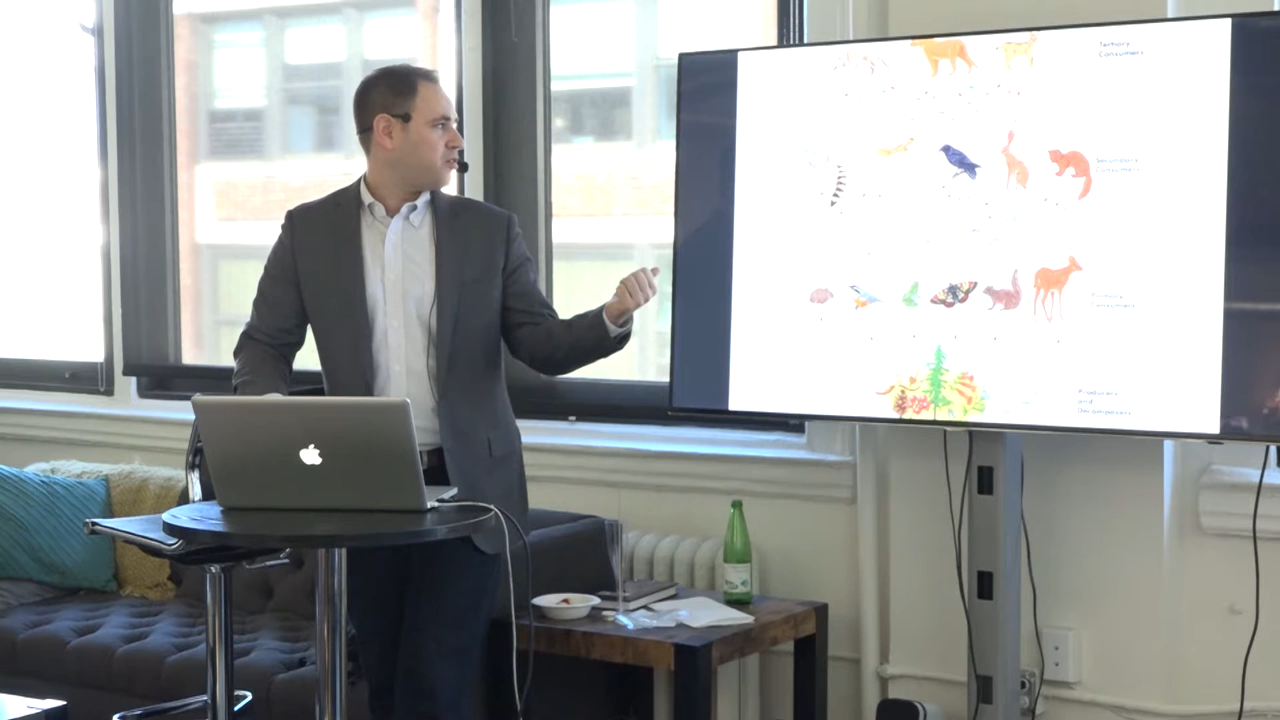 Tertiary
Consumers
Secondary
Consumers
Primary
Consumers
Producers
and
Decomposers